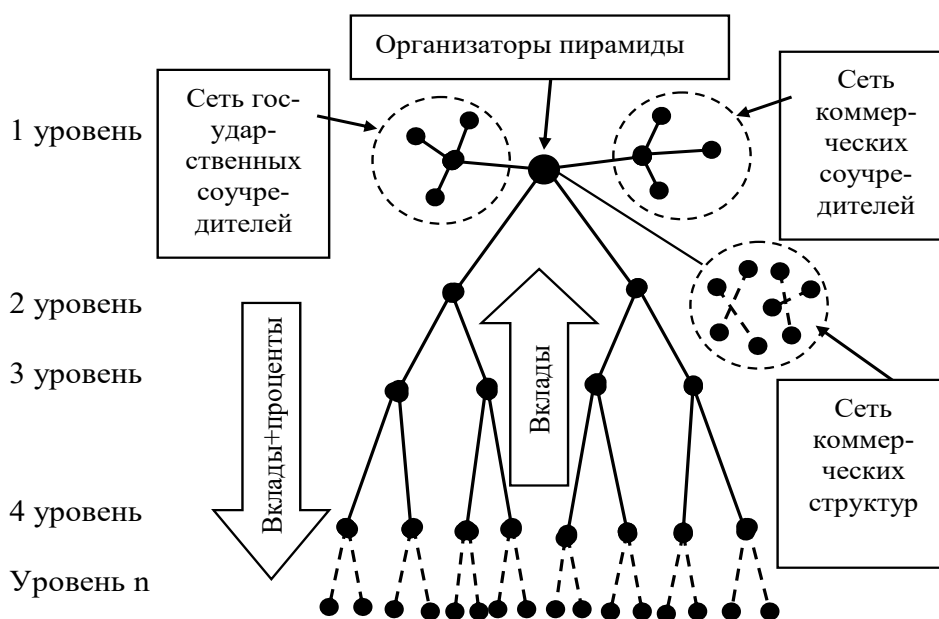 Организаторы пирамиды
Сеть гос-
ударственных
ственных
соучре-
дителей
Сеть
коммер-
ческих
соучре-
дителей
1 уровень
2 уровень
3 уровень
4 уровень
Уровень n
Вклады+проценты
Вклады
Сеть
коммер-
ческих
структур